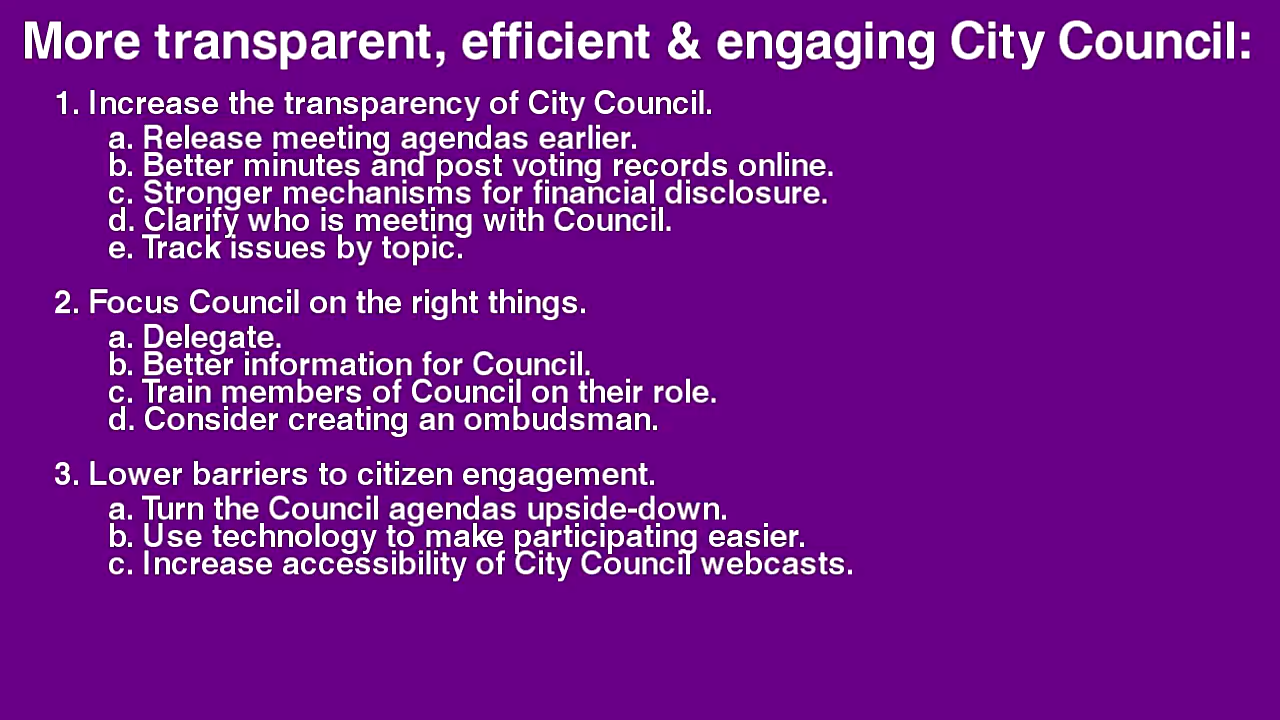 More transparent, efficient & engaging City Council:
1. Increase the transparency of City Council.
a. Release meeting agendas earlier.
b. Better minutes and post voting records online.
c. Stronger mechanisms for financial disclosure.
d. Clarify who is meeting with Council.
e. Track issues by topic.
2. Focus Council on the right things.
a. Delegate.
b. Better information for Council.
c. Train members of Council on their role.
d. Consider creating an ombudsman.
3. Lower barriers to citizen engagement.
a. Turn the Council agendas upside-down.
b. Use technology to make participating easier.
c. Increase accessibility of City Council webcasts.